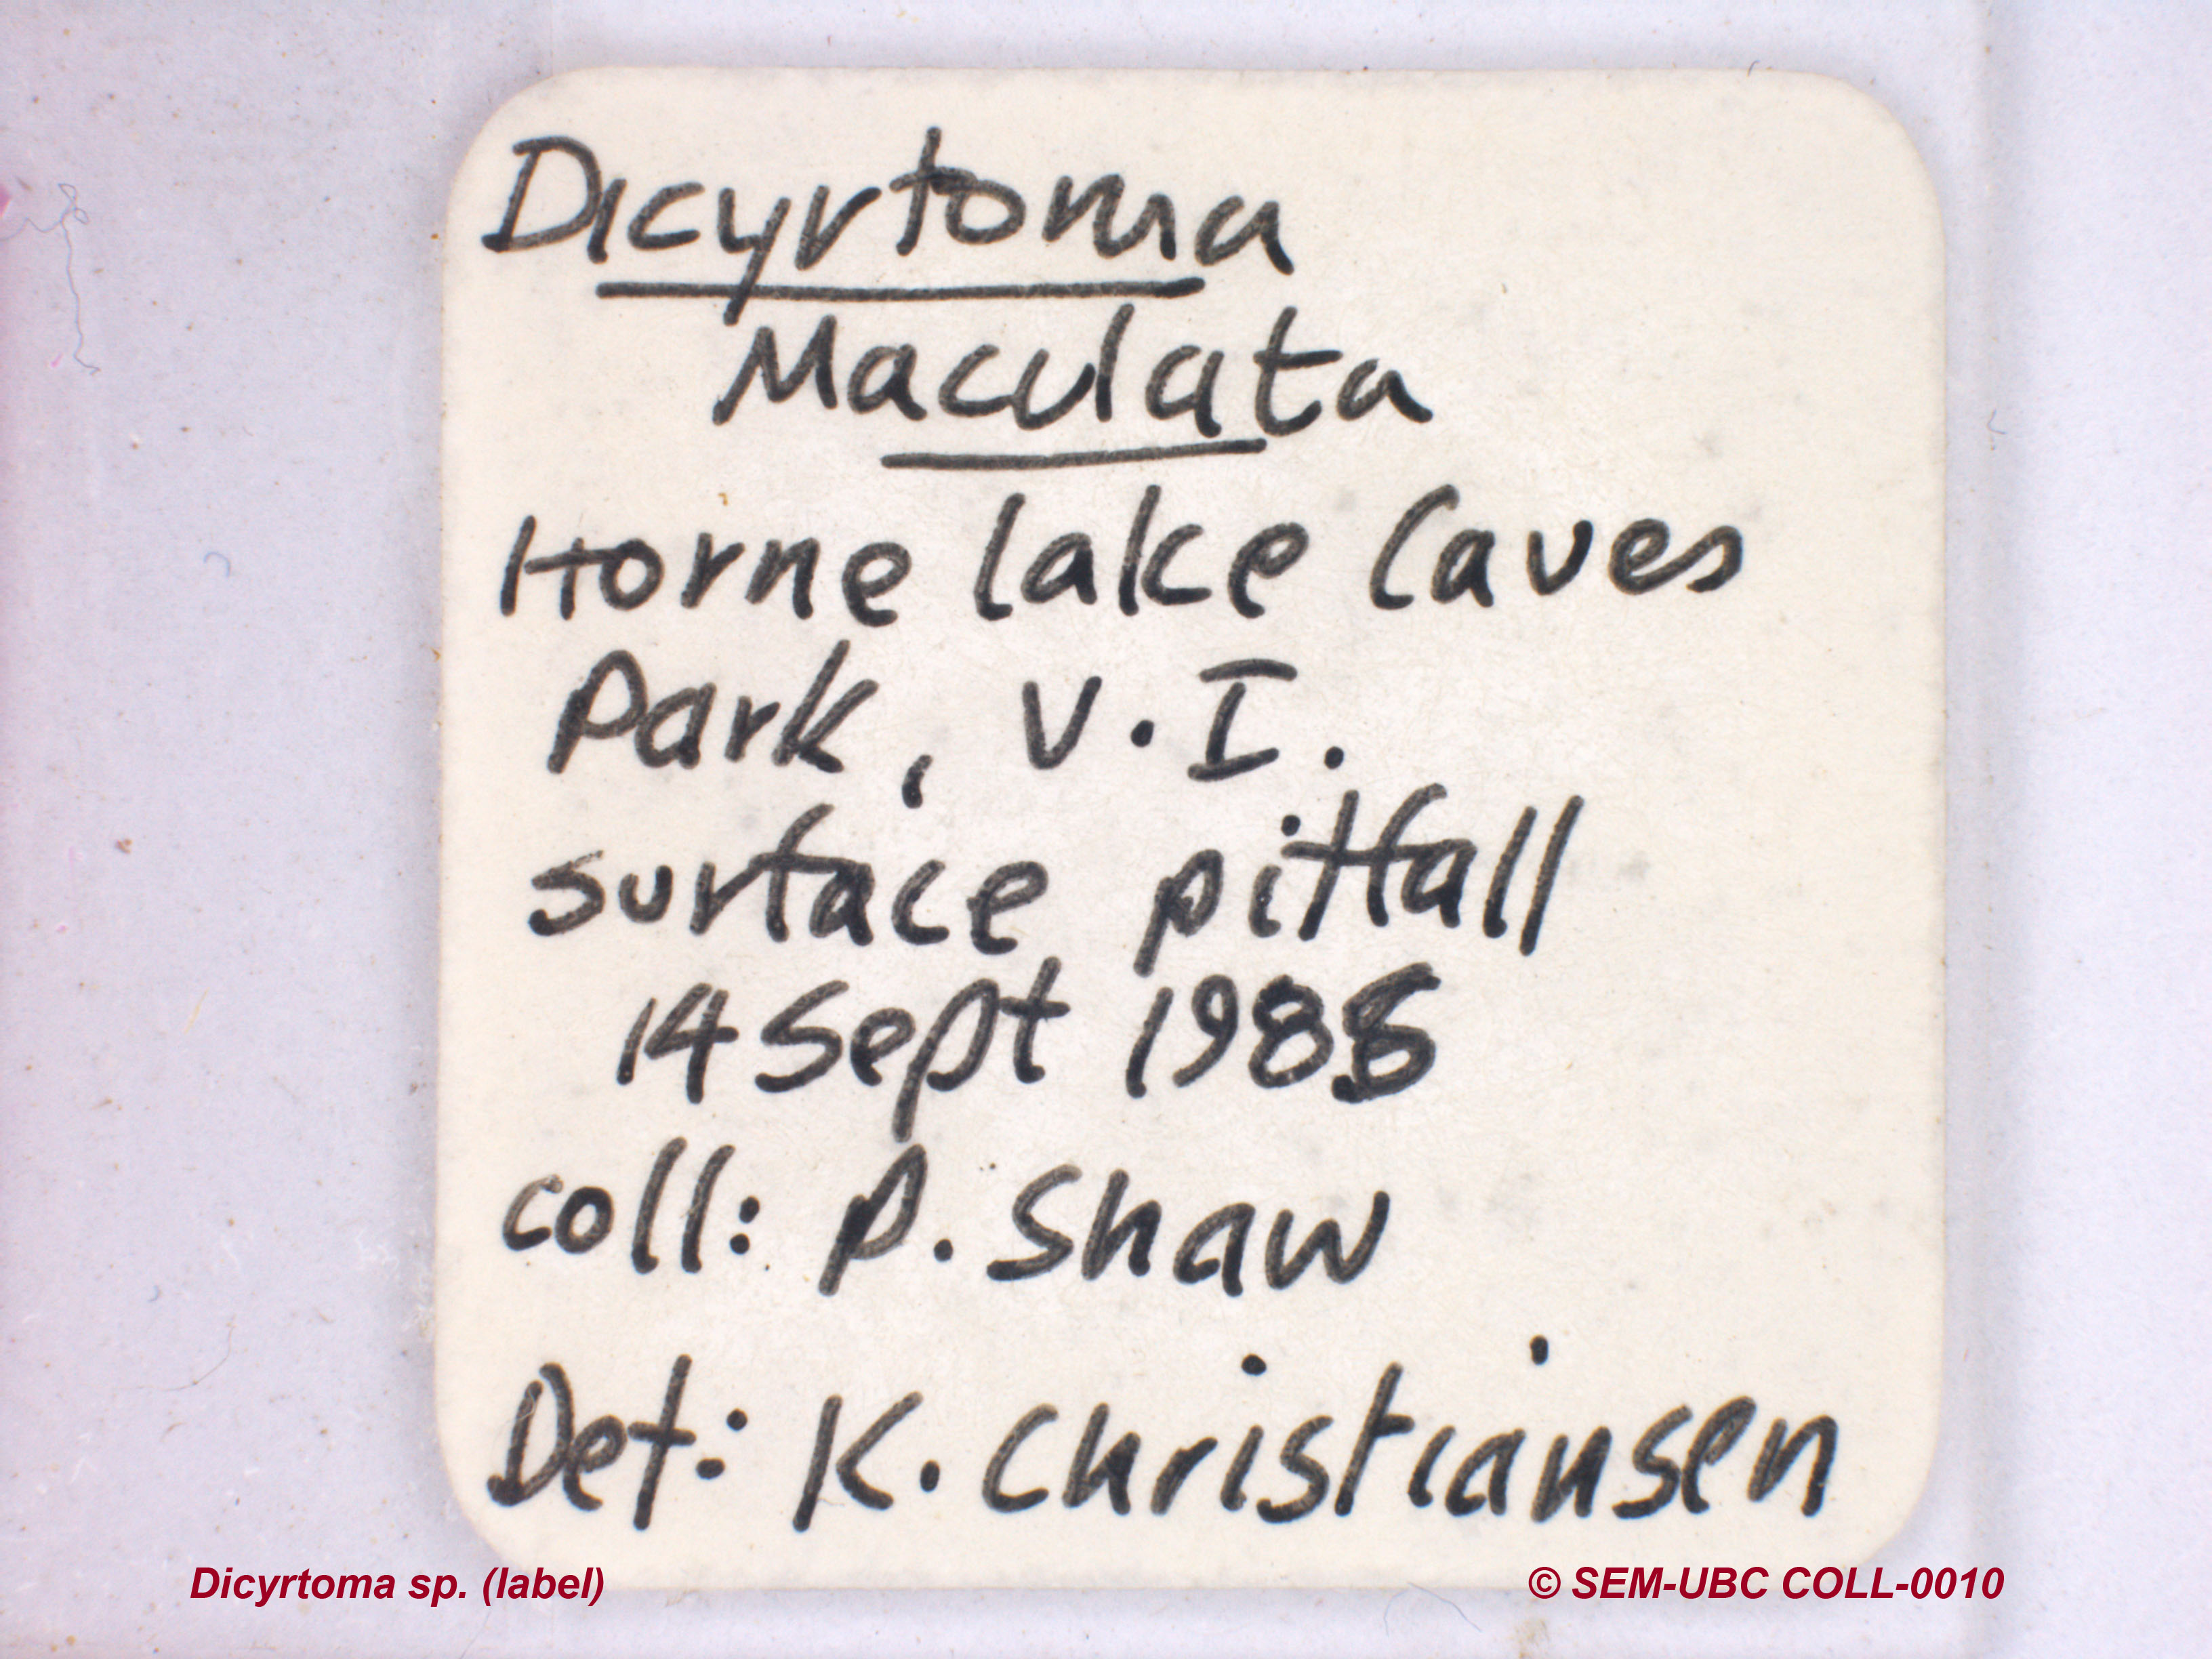 Dicyrtoma
Maculata
Horne lake Caves
Park, V.I.
surface pitfall
14 Sept
coll: P. Shaw
Det: K. Christiansen
Dicyrtoma sp. (label)
© SEM-UBC COLL-0010